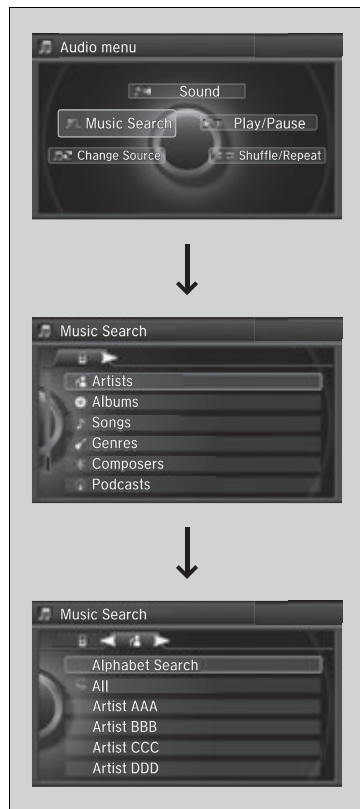 Audio menu
Sound
Music Search
Play/Pause
Change Source
Shuffle/Repeat
Music Search
Artists
Albums
Songs
Genres
Composers
Podcasts
Music Search
Alphabet Search
All
Artist AAA
Artist BBB
Artist CCC
Artist DDD